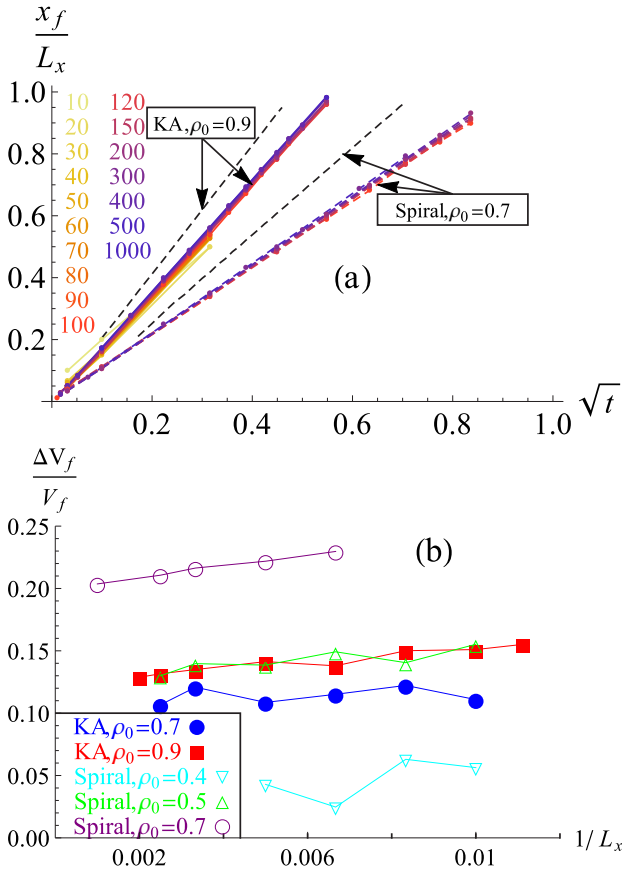 x_f
L_x
1.0
0.8
0.6
0.4
0.2
10 120
20 150
30 200
40 300
50 400
60 500
70 1000
80
90
100
KA,ρ₀=0.9
Spiral,ρ₀=0.7
(a)
0.2 0.4 0.6 0.8 1.0
√t
ΔV_f
V_f
0.25
0.20
0.15
0.10
0.05
0.00
(b)
KA,ρ₀=0.7
KA,ρ₀=0.9
Spiral,ρ₀=0.4
Spiral,ρ₀=0.5
Spiral,ρ₀=0.7
0.002 0.006 0.01
1/L_x